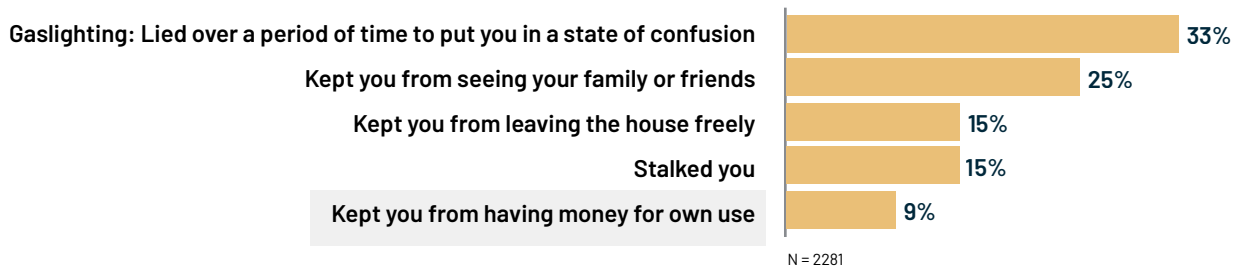 Gaslighting: Lied over a period of time to put you in a state of confusion 33%
Kept you from seeing your family or friends 25%
Kept you from leaving the house freely 15%
Stalked you 15%
Kept you from having money for own use 9%
N = 2281